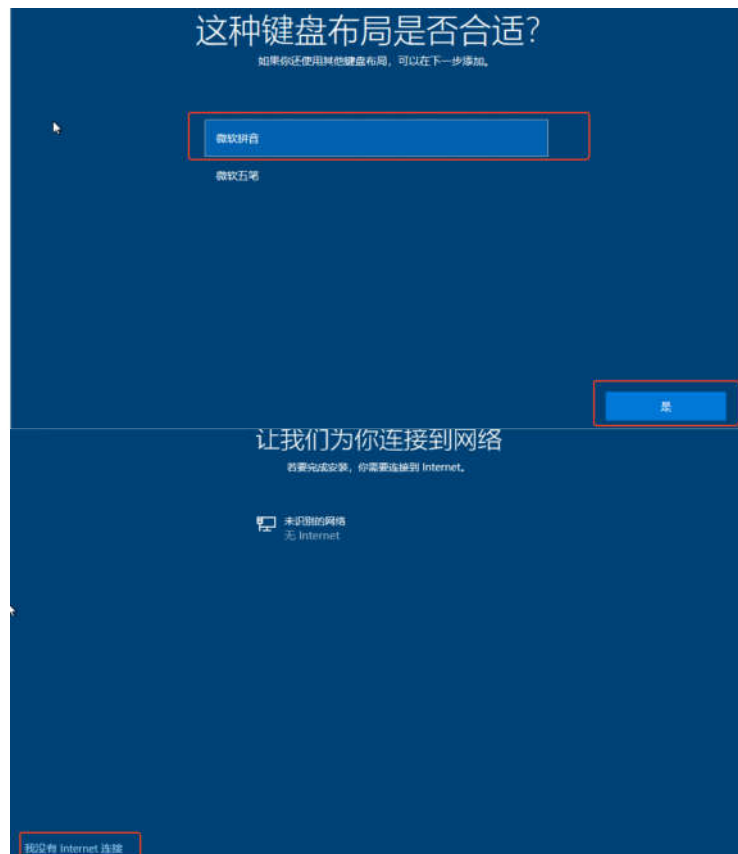 这种键盘布局是否合适?
如果你还使用其他键盘布局，可以在下一步添加。
微软拼音
微软五笔
是
让我们为你连接到网络
若要完成安装，你需要连接到 Internet。
未识别的网络
无 Internet
我没有 Internet 连接